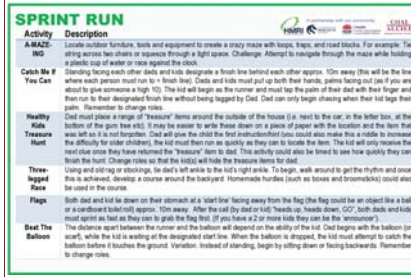 SPRINT RUN
In partnership with our community
HMRI
Activity Description
A-MAZE-ING Locate outdoor furniture, tools and equipment to create a crazy maze with loops, traps, and road blocks. For example: Tie
string across two chairs or squeeze through a tight space. Challenge: Attempt to navigate through the maze while holding
a plastic cup of water or race against the clock.
Catch Me If You Can Standing facing each other dads and kids designate a finish line behind each other approx. 10m away (this will be the line
where each person must run to = finish line). Dads and kids must put up both their hands, palms facing out (as if you are
about to give someone a high 10). The kid will begin as the runner and must tap the palm of their dad with their finger and
then run to their designated finish line without being tagged by Dad. Dad can only begin chasing when their kid tags their
palm. Remember to change roles.
Healthy Kids Treasure Hunt Dad must place a range of "treasure" items around the outside of the house (i.e. next to the car, in the letter box, at the
bottom of the gum tree etc). It may be easier to write these down on a piece of paper with the location and the item that
was left so it is not forgotten. Dad will give the child the first instruction/hint (you could also make this a riddle to increase
the difficulty for older children), the kid must then run as quickly as they can to locate the item. The kid will only receive the
next clue once they have returned the "treasure" item to dad. This activity could also be timed to see how quickly they can
finish the hunt. Change roles so that the kid(s) will hide the treasure items for dad.
Three-legged Race Using and old rag or stockings, tie dad's left ankle to the kid's right ankle. To begin, walk around to get the rhythm and once
this is achieved, develop a course around the backyard. Homemade hurdles (such as boxes and broomsticks) could also
be used in the course.
Flags Both dad and kid lie down on their stomach at a 'start line' facing away from the flag (the flag could be an object like a ball
or a cardboard toilet roll) approx. 10m away. After the call (by dad or kid) "heads up, heads down, GO", both dads and kids
must sprint as fast as they can to grab the flag first. (If you have 2 or more kids they can be the 'announcer').
Beat The Balloon The distance apart between the runner and the balloon will depend on the ability of the kid. Dad begins with the balloon (or
scarf), while the kid is waiting at the designated start line. When the balloon is dropped, the kid must attempt to catch the
balloon before it touches the ground. Variation: Instead of standing, begin by sitting down or facing backwards. Remember
to change roles.